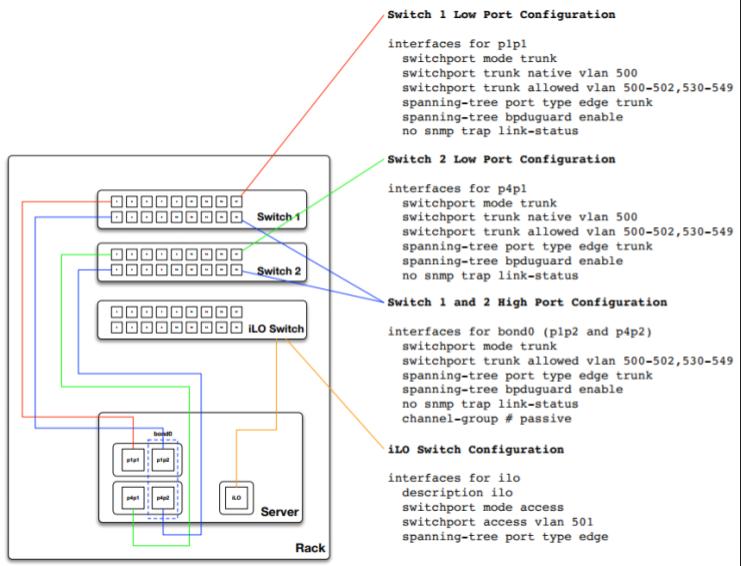 Switch 1 Low Port Configuration
interfaces for p1p1
switchport mode trunk
switchport trunk native vlan 500
switchport trunk allowed vlan 500-502,530-549
spanning-tree port type edge trunk
spanning-tree bpduguard enable
no snmp trap link-status
Switch 2 Low Port Configuration
interfaces for p4p1
switchport mode trunk
switchport trunk native vlan 500
switchport trunk allowed vlan 500-502,530-549
spanning-tree port type edge trunk
spanning-tree bpduguard enable
no snmp trap link-status
Switch 1 and 2 High Port Configuration
interfaces for bond0 (p1p2 and p4p2)
switchport mode trunk
switchport trunk allowed vlan 500-502,530-549
spanning-tree port type edge trunk
spanning-tree bpduguard enable
no snmp trap link-status
channel-group # passive
iLO Switch Configuration
interfaces for ilo
description ilo
switchport mode access
switchport access vlan 501
spanning-tree port type edge
Switch 1
Switch 2
iLO Switch
bond0
p1p1
p1p2
p4p1
p4p2
iLO
Server
Rack